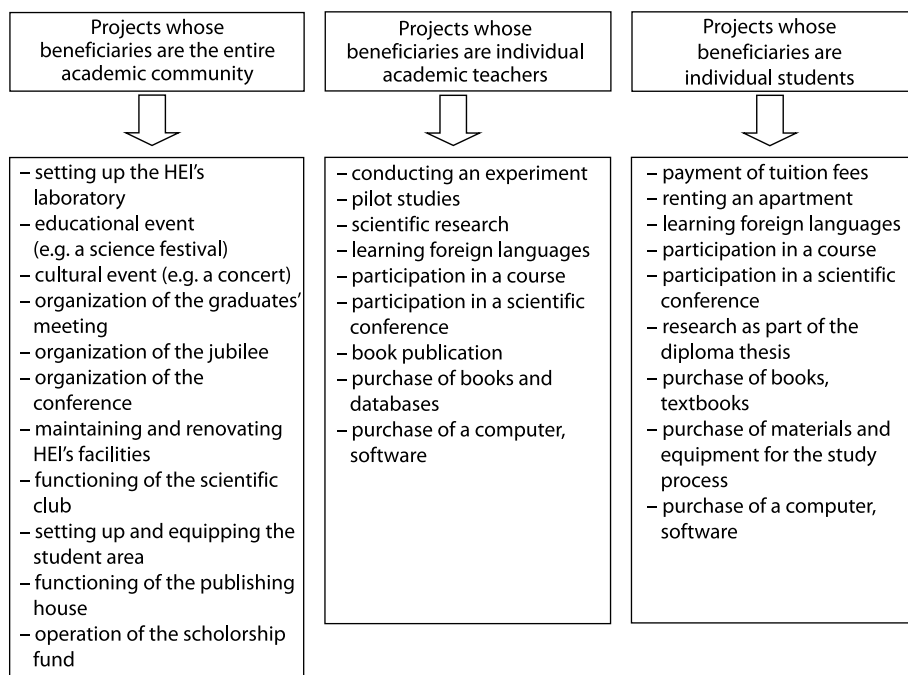 Projects whose
beneficiaries are the entire
academic community
– setting up the HEI's
laboratory
– educational event
(e.g. a science festival)
– cultural event (e.g. a concert)
– organization of the graduates'
meeting
– organization of the jubilee
– organization of the
conference
– maintaining and renovating
HEI's facilities
– functioning of the scientific
club
– setting up and equipping the
student area
– functioning of the publishing
house
– operation of the scholorship
fund
Projects whose
beneficiaries are individual
academic teachers
– conducting an experiment
– pilot studies
– scientific research
– learning foreign languages
– participation in a course
– participation in a scientific
conference
– book publication
– purchase of books and
databases
– purchase of a computer,
software
Projects whose
beneficiaries are
individual students
– payment of tuition fees
– renting an apartment
– learning foreign languages
– participation in a course
– participation in a scientific
conference
– research as part of the
diploma thesis
– purchase of books,
textbooks
– purchase of materials and
equipment for the study
process
– purchase of a computer,
software